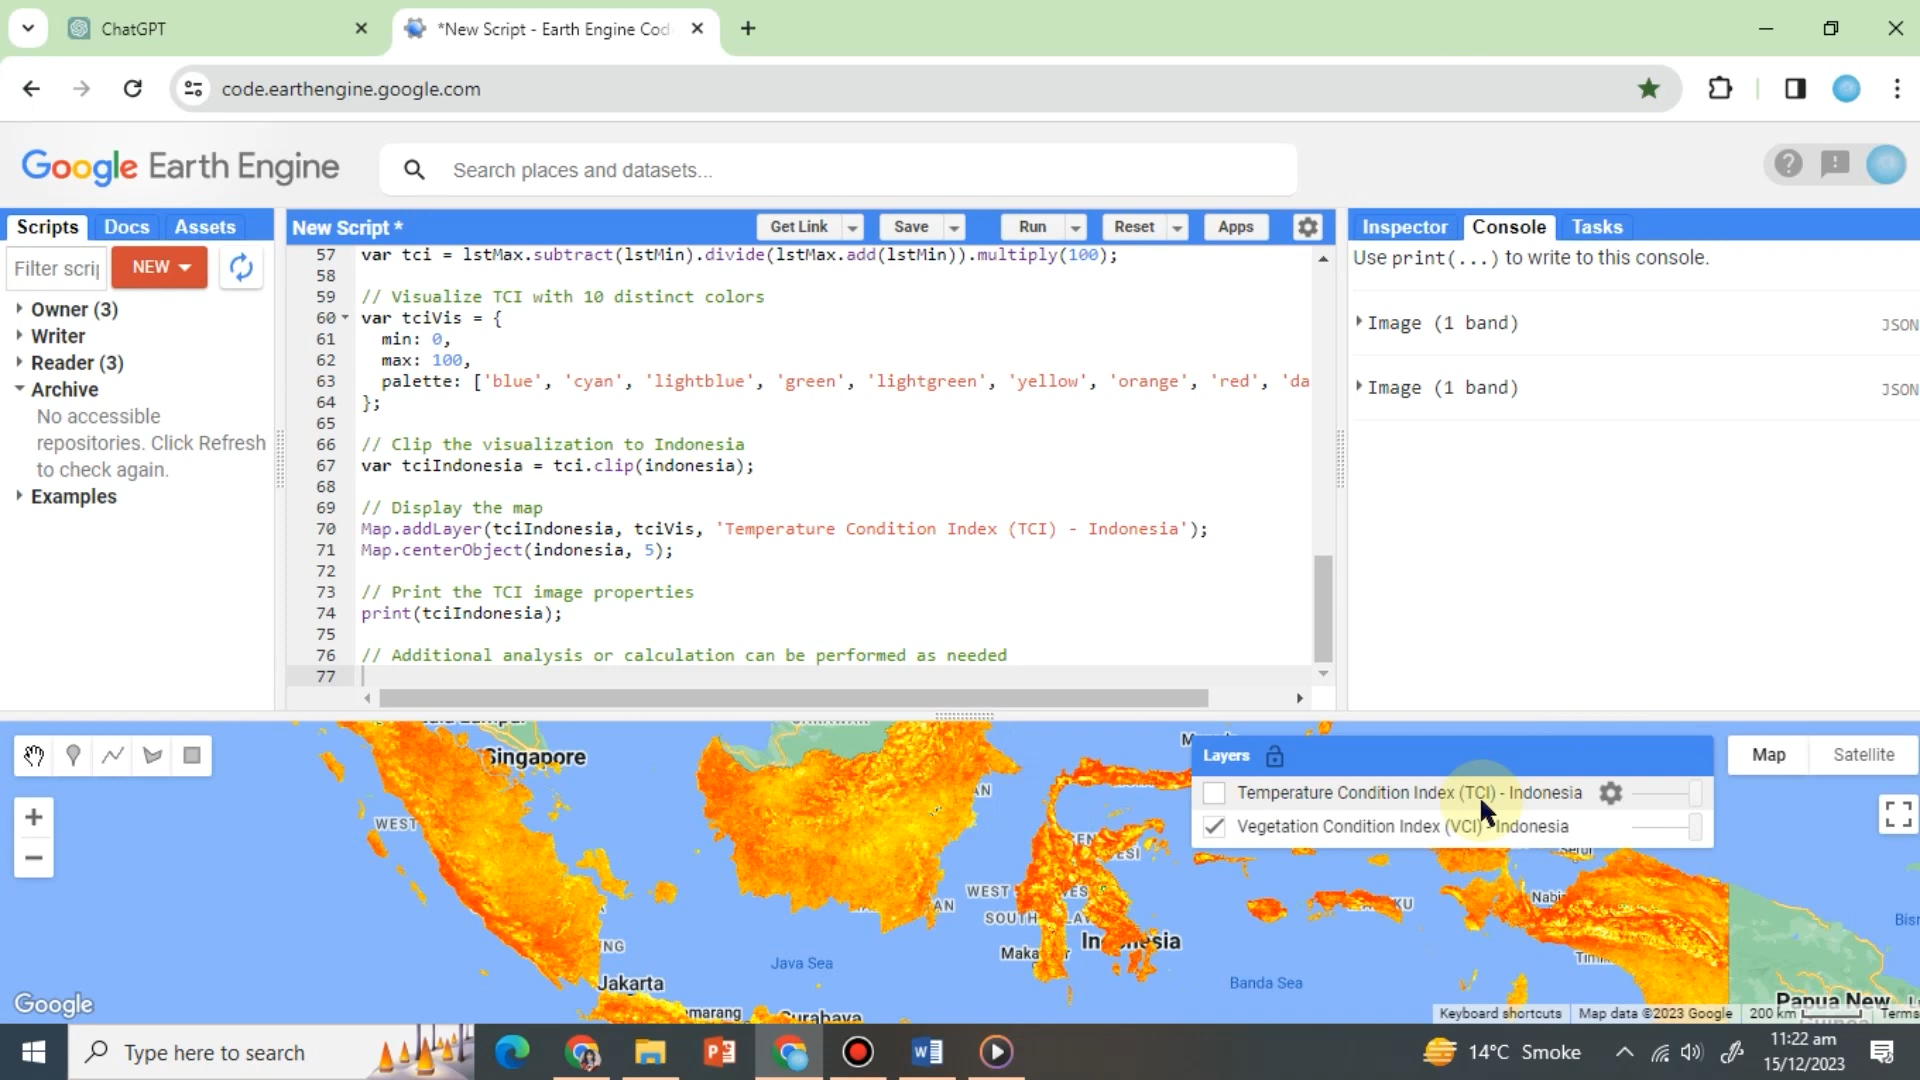 ChatGPT
*New Script - Earth Engine Cod
code.earthengine.google.com
Google Earth Engine
Search places and datasets...
Scripts Docs Assets
New Script *
Get Link Save Run Reset Apps
Inspector Console Tasks
Filter scrip
NEW
Owner (3)
Writer
Reader (3)
Archive
No accessible
repositories. Click Refresh
to check again.
Examples
57 var tci = lstMax.subtract(lstMin).divide(lstMax.add(lstMin)).multiply(100);
58
59 // Visualize TCI with 10 distinct colors
60 var tciVis = {
61 min: 0,
62 max: 100,
63 palette: ['blue', 'cyan', 'lightblue', 'green', 'lightgreen', 'yellow', 'orange', 'red', 'da
64 };
65
66 // Clip the visualization to Indonesia
67 var tciIndonesia = tci.clip(indonesia);
68
69 // Display the map
70 Map.addLayer(tciIndonesia, tciVis, 'Temperature Condition Index (TCI) - Indonesia');
71 Map.centerObject(indonesia, 5);
72
73 // Print the TCI image properties
74 print(tciIndonesia);
75
76 // Additional analysis or calculation can be performed as needed
77
Use print(...) to write to this console.
Image (1 band) JSON
Image (1 band) JSON
Singapore
WEST
Layers
Temperature Condition Index (TCI) - Indonesia
Vegetation Condition Index (VCI) - Indonesia
Map Satellite
WEST
SOUTH
Indonesia
Java Sea
Jakarta
Banda Sea
Papua New
Google
Keyboard shortcuts
Map data ©2023 Google
200 km
Terms
Type here to search
14°C Smoke
11:22 am
15/12/2023